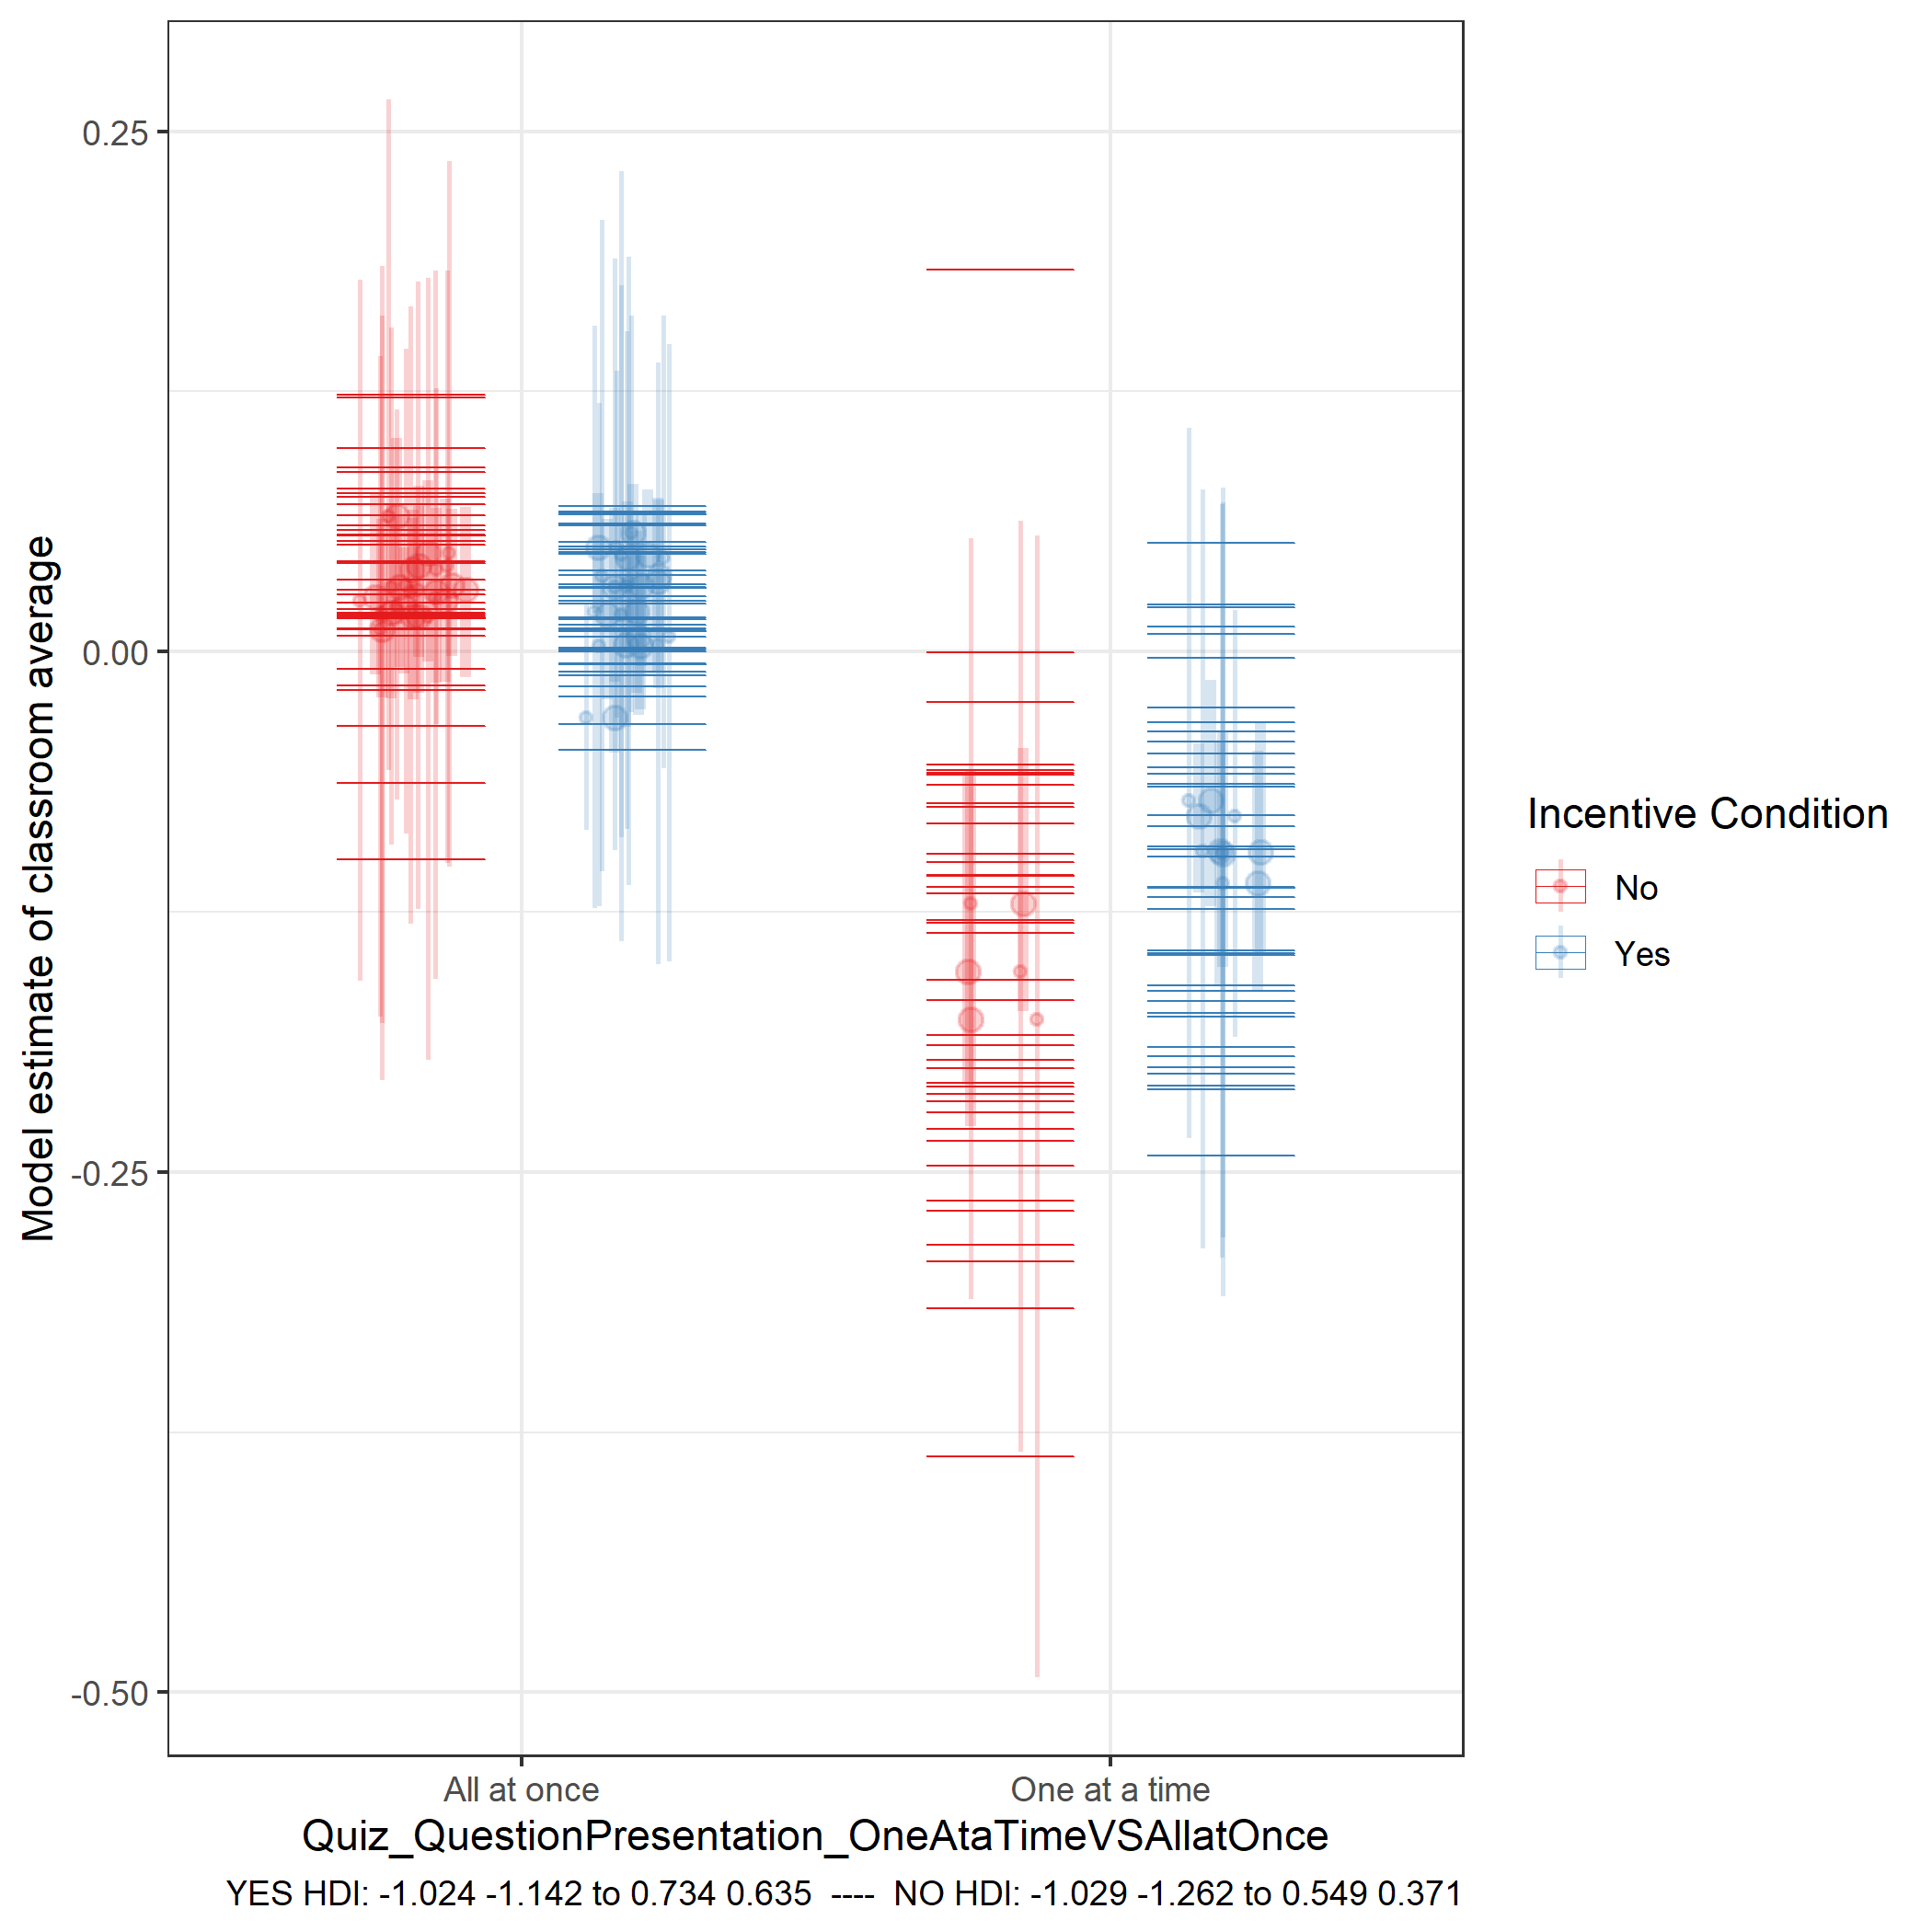 Model estimate of classroom average
0.25
0.00
-0.25
-0.50
All at once
One at a time
Quiz_QuestionPresentation_OneAtaTimeVSAllatOnce
YES HDI: -1.024 -1.142 to 0.734 0.635  ----  NO HDI: -1.029 -1.262 to 0.549 0.371
Incentive Condition
No
Yes